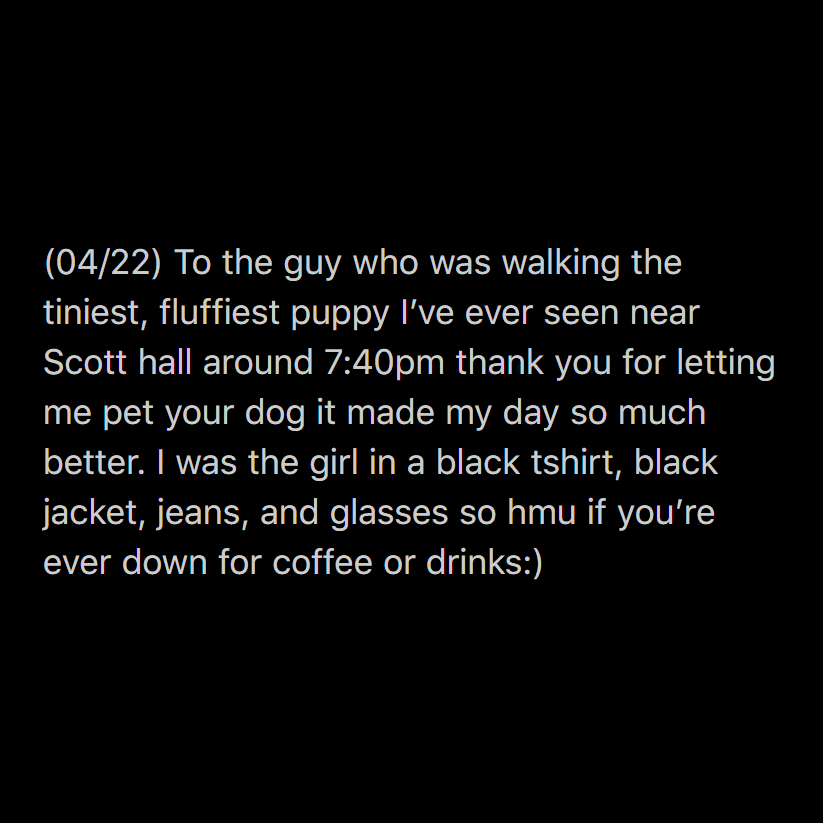 (04/22) To the guy who was walking the
tiniest, fluffiest puppy I’ve ever seen near
Scott hall around 7:40pm thank you for letting
me pet your dog it made my day so much
better. I was the girl in a black tshirt, black
jacket, jeans, and glasses so hmu if you’re
ever down for coffee or drinks:)